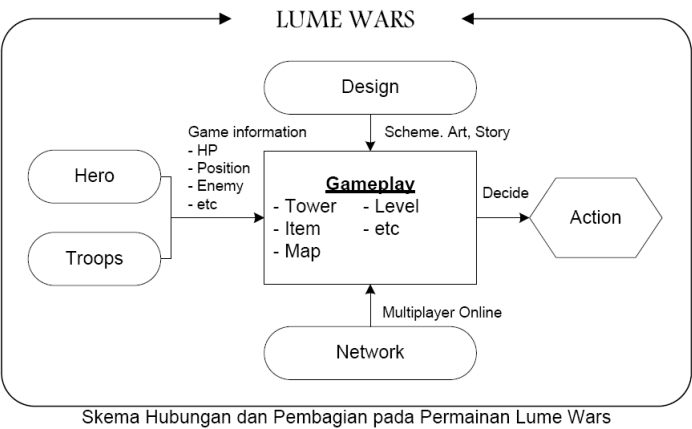 LUME WARS
Design
Game information
- HP
- Position
- Enemy
- etc
Scheme. Art, Story
Hero
Troops
Gameplay
- Tower - Level
- Item - etc
- Map
Decide
Action
Multiplayer Online
Network
Skema Hubungan dan Pembagian pada Permainan Lume Wars